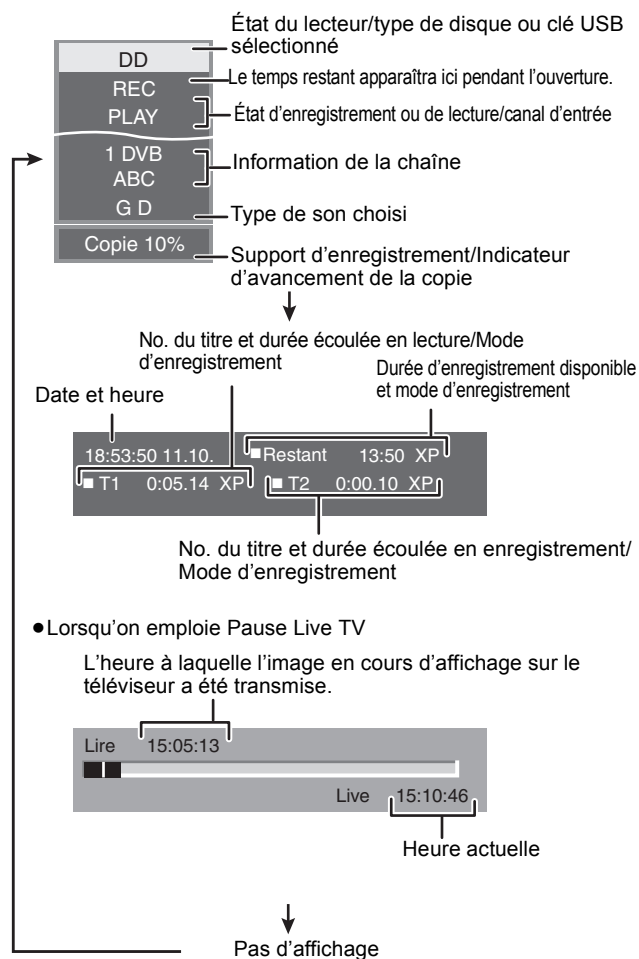 État du lecteur/type de disque ou clé USB
sélectionné
DD
Le temps restant apparaîtra ici pendant l'ouverture.
REC
État d'enregistrement ou de lecture/canal d'entrée
PLAY
1 DVB
Information de la chaîne
ABC
G D
Type de son choisi
Copie 10%
Support d'enregistrement/Indicateur
d'avancement de la copie
No. du titre et durée écoulée en lecture/Mode
d'enregistrement
Durée d'enregistrement disponible
et mode d'enregistrement
Date et heure
18:53:50 11.10.
Restant 13:50 XP
T1 0:05.14 XP
T2 0:00.10 XP
No. du titre et durée écoulée en enregistrement/
Mode d'enregistrement
●Lorsqu'on emploie Pause Live TV
L'heure à laquelle l'image en cours d'affichage sur le
téléviseur a été transmise.
Lire 15:05:13
Live 15:10:46
Heure actuelle
Pas d'affichage